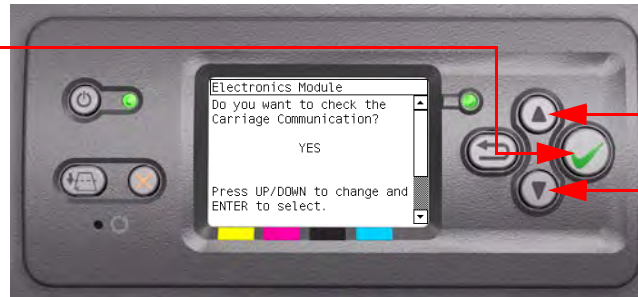 Electronics Module
Do you want to check the
Carriage Communication?
YES
Press UP/DOWN to change and
ENTER to select.